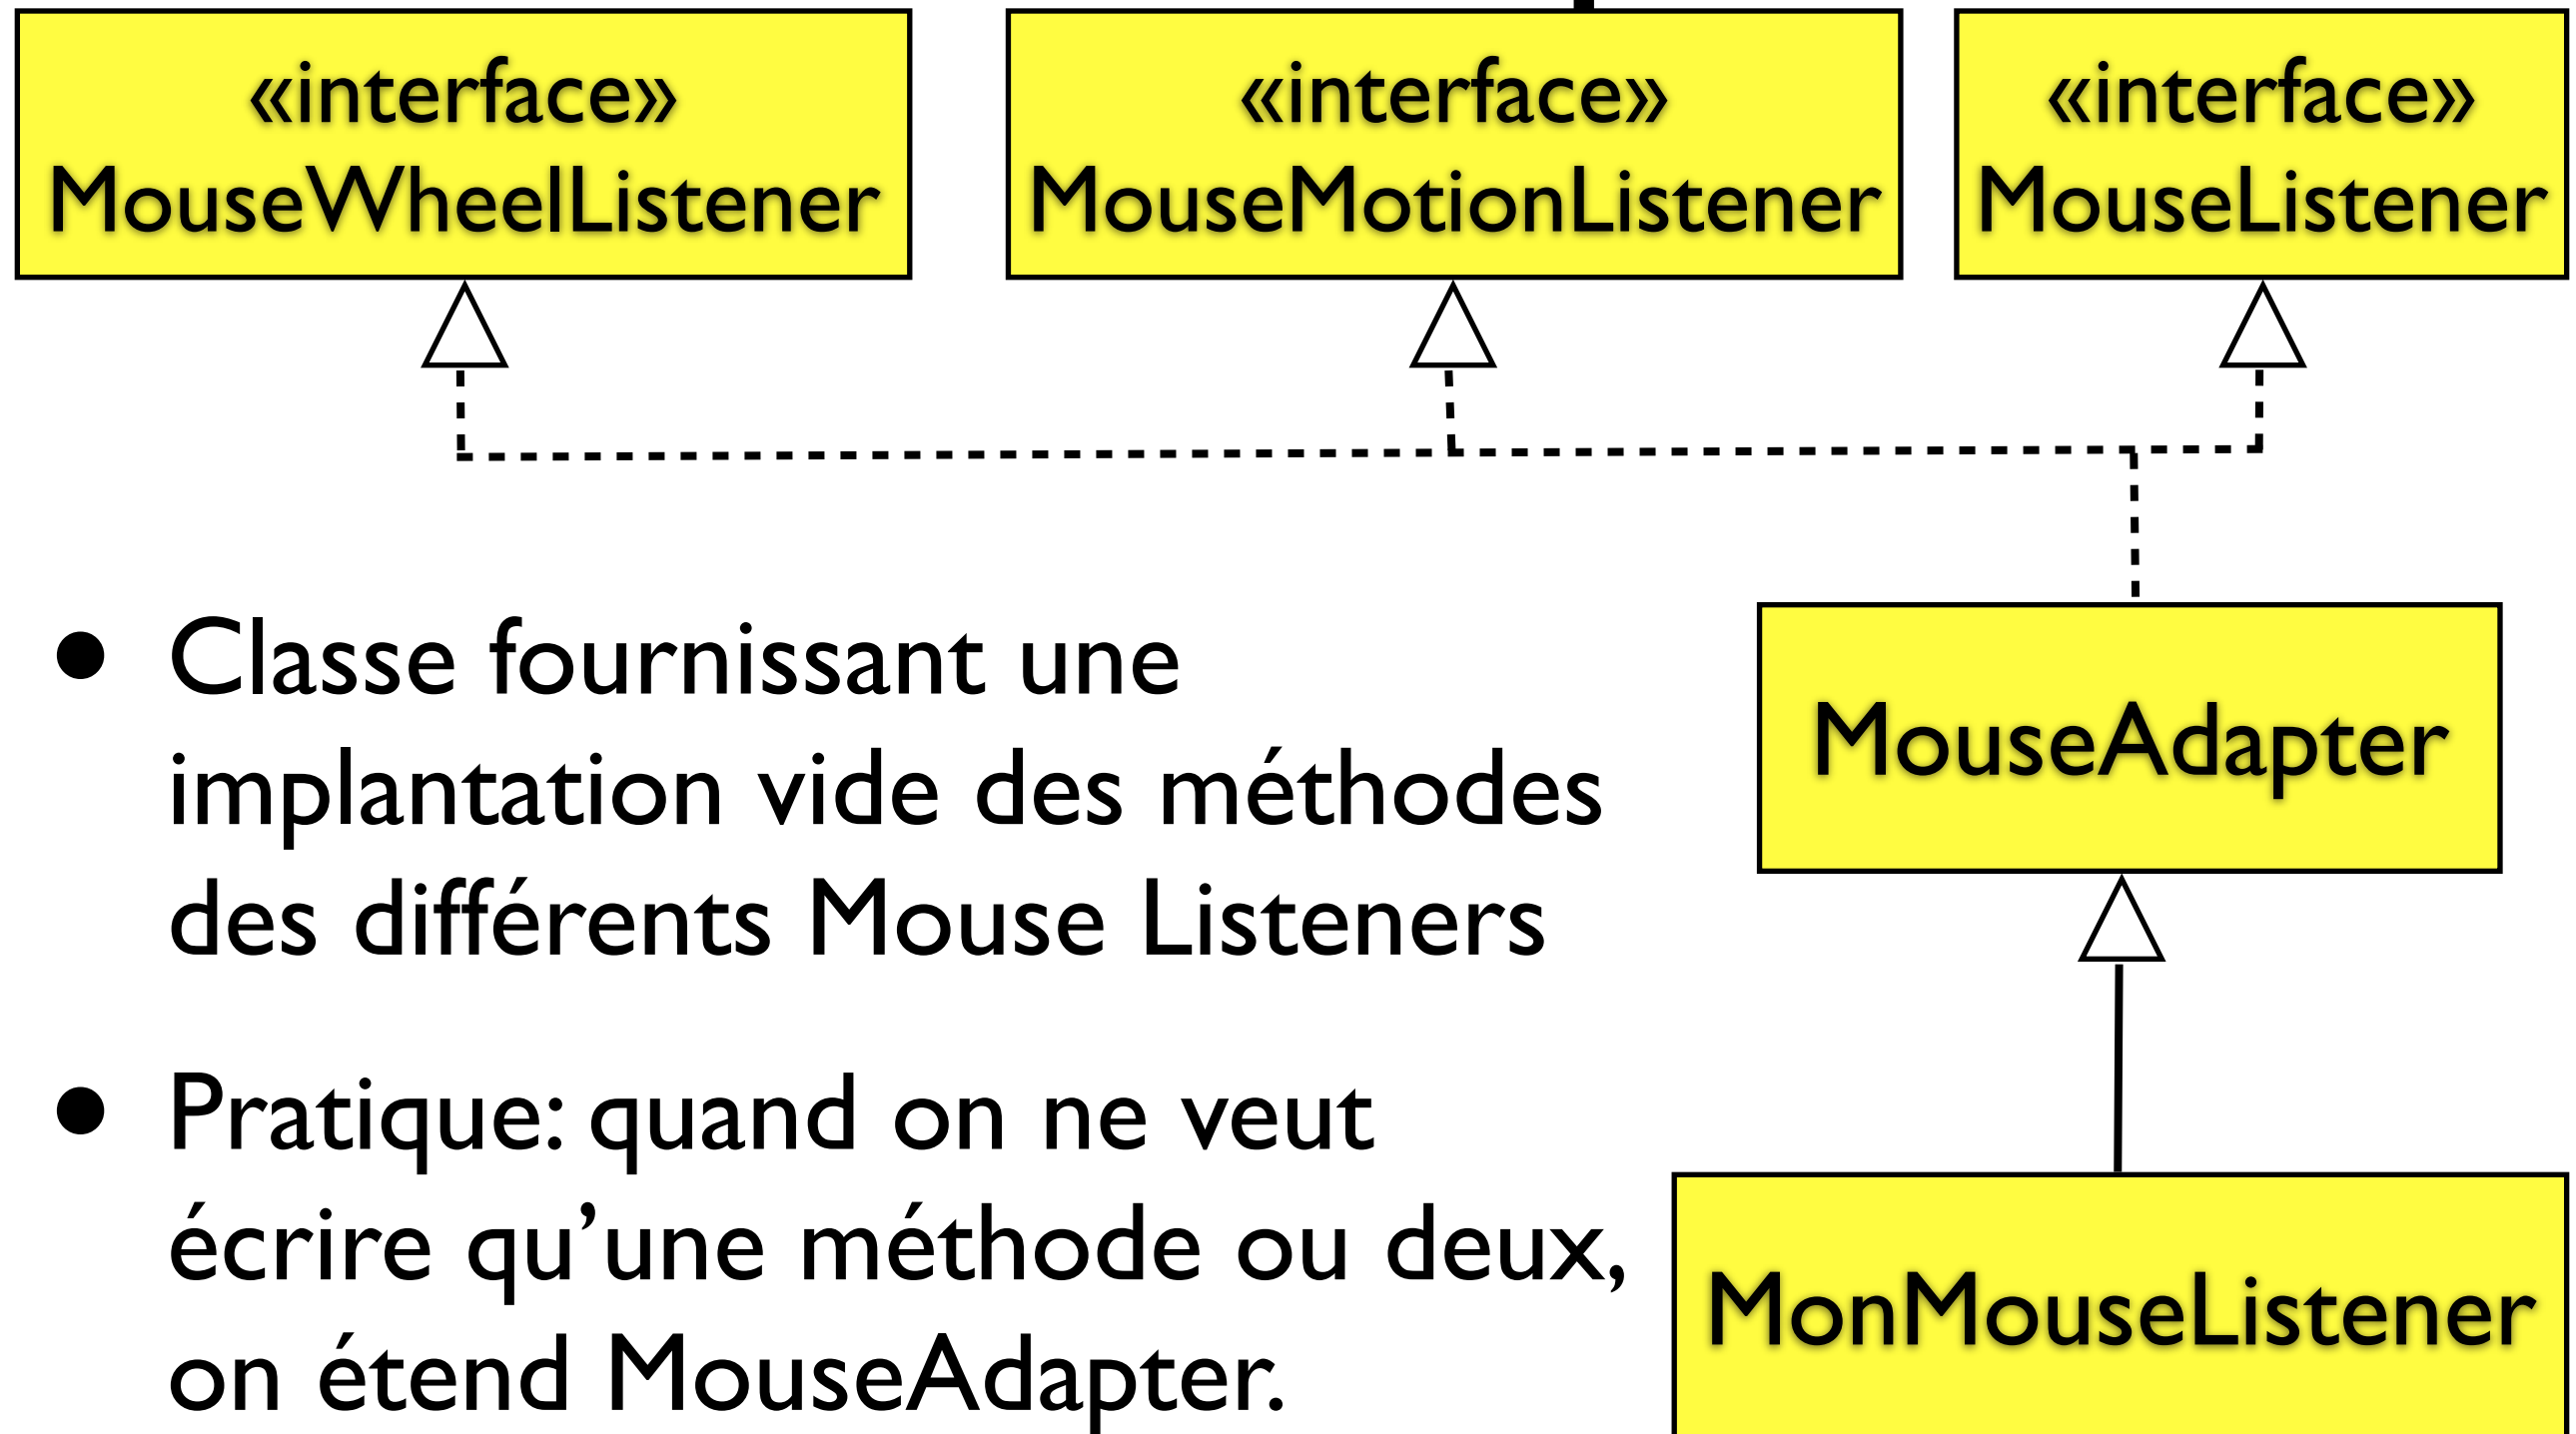 «interface»
MouseWheelListener
«interface»
MouseMotionListener
«interface»
MouseListener
• Classe fournissant une
implantation vide des méthodes
des différents Mouse Listeners
• Pratique: quand on ne veut
écrire qu’une méthode ou deux,
on étend MouseAdapter.
MouseAdapter
MonMouseListener